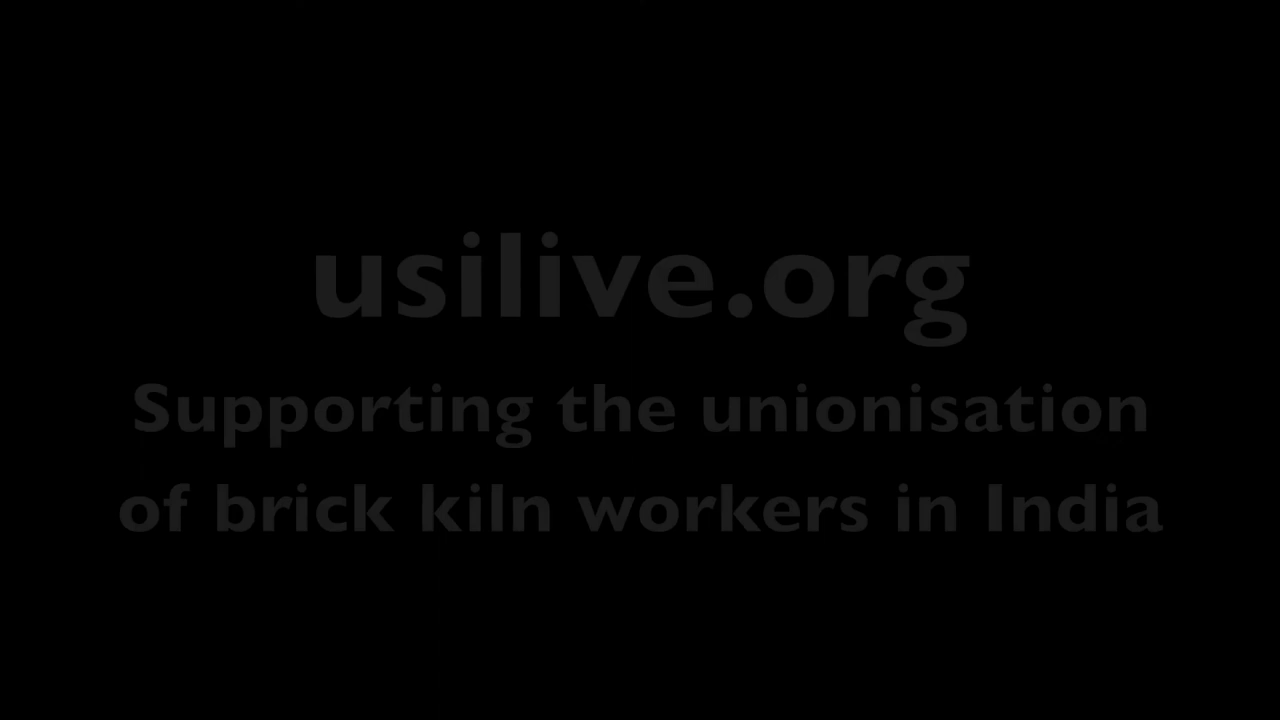 usilive.org
Supporting the unionisation
of brick kiln workers in India